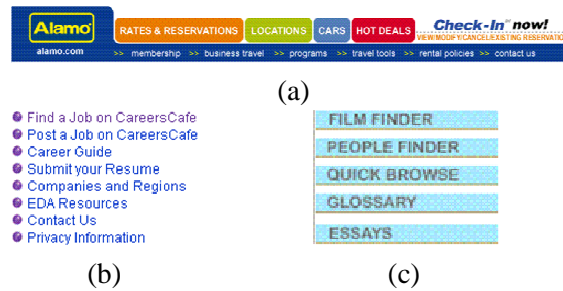 Alamo
alamo.com
RATES & RESERVATIONS LOCATIONS CARS HOT DEALS Check-In now!
VIEW/MODIFY/CANCEL EXISTING RESERVATIO
>> membership >> business travel >> programs >> travel tools >> rental policies >> contact us
(a)
Find a Job on CareersCafe
Post a Job on CareersCafe
Career Guide
Submit your Resume
Companies and Regions
EDA Resources
Contact Us
Privacy Information
(b)
FILM FINDER
PEOPLE FINDER
QUICK BROWSE
GLOSSARY
ESSAYS
(c)